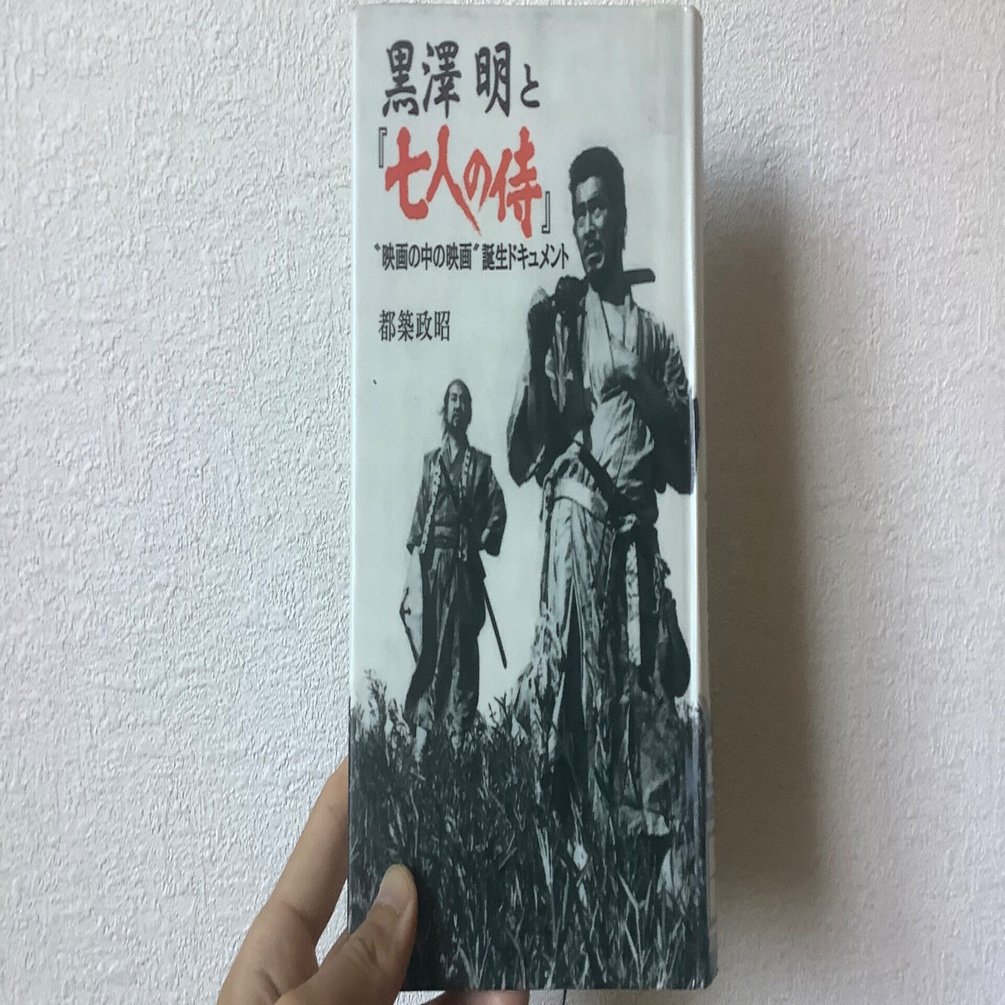 黒澤 明と
『七人の侍』
〝映画の中の映画〟誕生ドキュメント
都築政昭